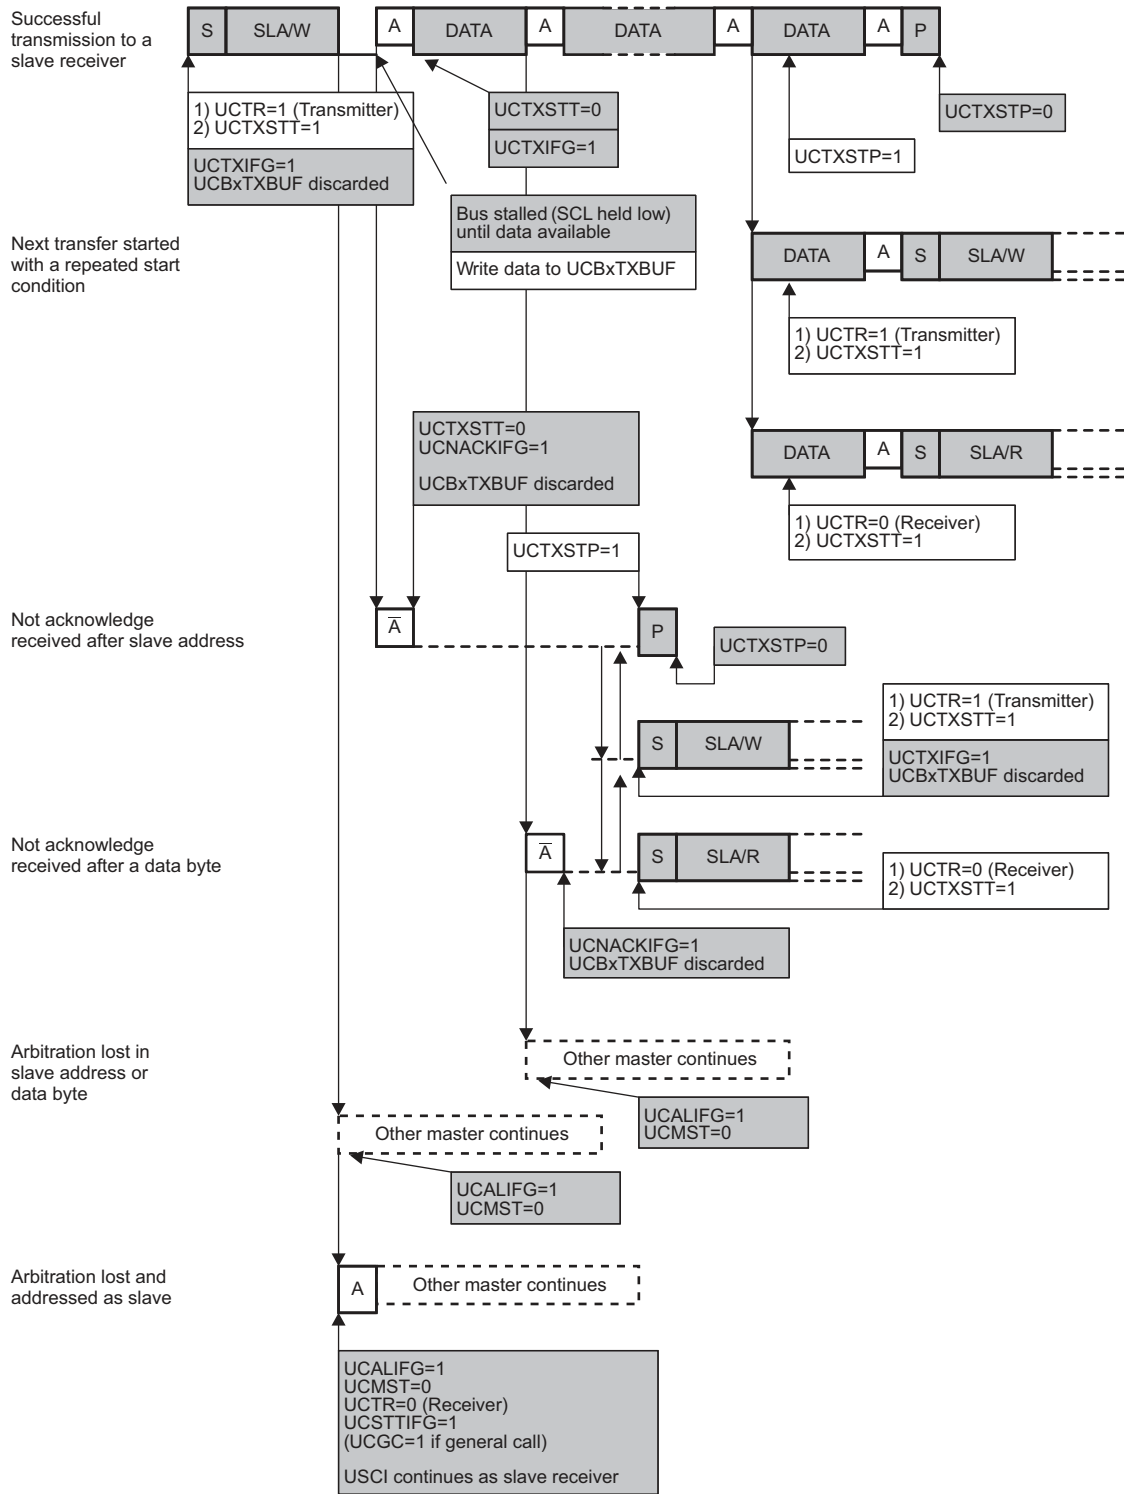 Successful
transmission to a
slave receiver
S SLA/W A DATA A DATA A DATA A P
1) UCTR=1 (Transmitter)
2) UCTXSTT=1
UCTXIFG=1
UCBxTXBUF discarded
UCTXSTT=0
UCTXIFG=1
UCTXSTP=0
UCTXSTP=1
Bus stalled (SCL held low)
until data available
Write data to UCBxTXBUF
Next transfer started
with a repeated start
condition
DATA A S SLA/W
1) UCTR=1 (Transmitter)
2) UCTXSTT=1
UCTXSTT=0
UCNACKIFG=1
UCBxTXBUF discarded
DATA A S SLA/R
1) UCTR=0 (Receiver)
2) UCTXSTT=1
UCTXSTP=1
Not acknowledge
received after slave address
A̅ P
UCTXSTP=0
S SLA/W
1) UCTR=1 (Transmitter)
2) UCTXSTT=1
UCTXIFG=1
UCBxTXBUF discarded
Not acknowledge
received after a data byte
A̅ S SLA/R
1) UCTR=0 (Receiver)
2) UCTXSTT=1
UCNACKIFG=1
UCBxTXBUF discarded
Arbitration lost in
slave address or
data byte
Other master continues
UCALIFG=1
UCMST=0
Other master continues
UCALIFG=1
UCMST=0
Arbitration lost and
addressed as slave
A Other master continues
UCALIFG=1
UCMST=0
UCTR=0 (Receiver)
UCSTTIFG=1
(UCGC=1 if general call)
USCI continues as slave receiver